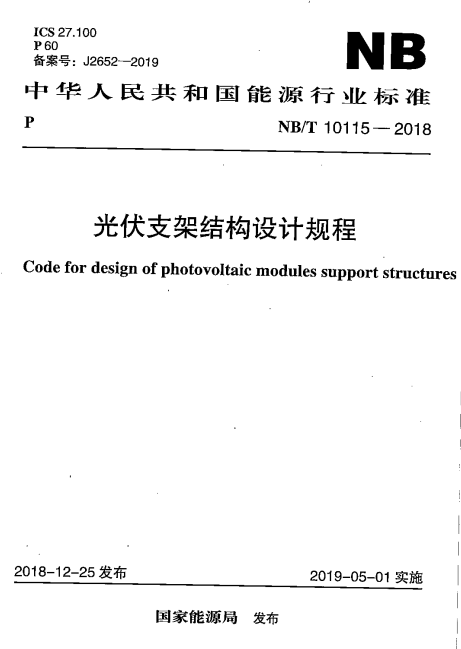 ICS 27.100
P 60
备案号：J2652—2019
NB
中华人民共和国能源行业标准
P
NB/T 10115—2018
光伏支架结构设计规程
Code for design of photovoltaic modules support structures
2018-12-25 发布
2019-05-01 实施
国家能源局 发布